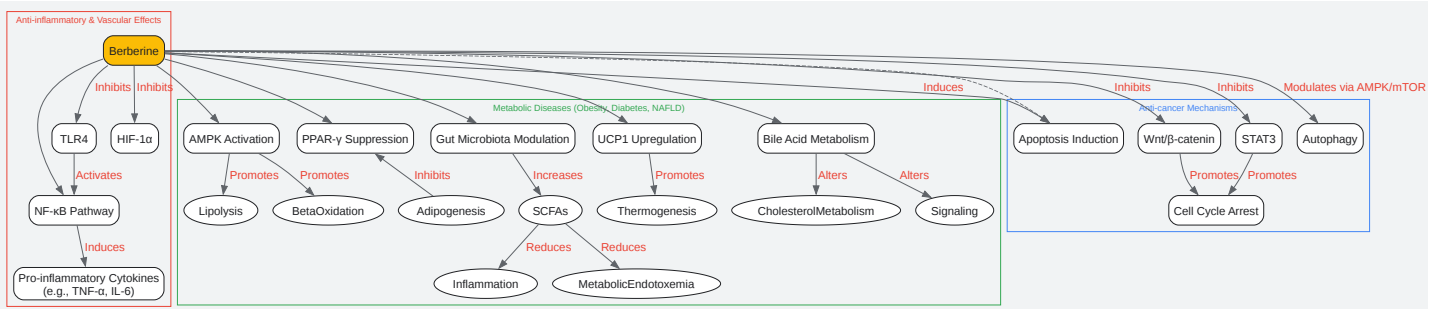 Anti-inflammatory & Vascular Effects
Berberine
Inhibits
Inhibits
Induces
Inhibits
Inhibits
Modulates via AMPK/mTOR
Metabolic Diseases (Obesity, Diabetes, NAFLD)
Anti-cancer Mechanisms
TLR4
HIF-1α
AMPK Activation
PPAR-γ Suppression
Gut Microbiota Modulation
UCP1 Upregulation
Bile Acid Metabolism
Apoptosis Induction
Wnt/β-catenin
STAT3
Autophagy
Activates
Promotes
Promotes
Inhibits
Increases
Promotes
Alters
Alters
Promotes
Promotes
NF-κB Pathway
Lipolysis
BetaOxidation
Adipogenesis
SCFAs
Thermogenesis
CholesterolMetabolism
Signaling
Cell Cycle Arrest
Induces
Reduces
Reduces
Pro-inflammatory Cytokines
(e.g., TNF-α, IL-6)
Inflammation
MetabolicEndotoxemia